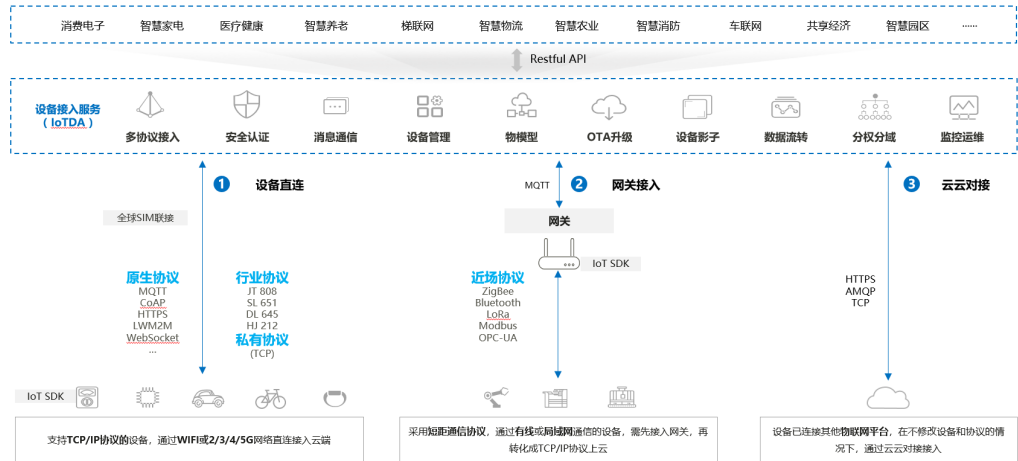 消费电子 智慧家电 医疗健康 智慧养老 梯联网 智慧物流 智慧农业 智慧消防 车联网 共享经济 智慧园区 ······
Restful API
设备接入服务
（ IoTDA ）
多协议接入 安全认证 消息通信 设备管理 物模型 OTA升级 设备影子 数据流转 分权分域 监控运维
1 设备直连
全球SIM联接
原生协议
MQTT
CoAP
HTTPS
LWM2M
WebSocket
...
行业协议
JT 808
SL 651
DL 645
HJ 212
私有协议
(TCP)
IoT SDK
支持TCP/IP协议的设备，通过WIFI或2/3/4/5G网络直接接入云端
MQTT
2 网关接入
网关
IoT SDK
近场协议
ZigBee
Bluetooth
LoRa
Modbus
OPC-UA
采用短距通信协议，通过有线或局域网通信的设备，需先接入网关，再
转化成TCP/IP协议上云
3 云云对接
HTTPS
AMQP
TCP
设备已连接其他物联网平台，在不修改设备和协议的情
况下，通过云云对接接入